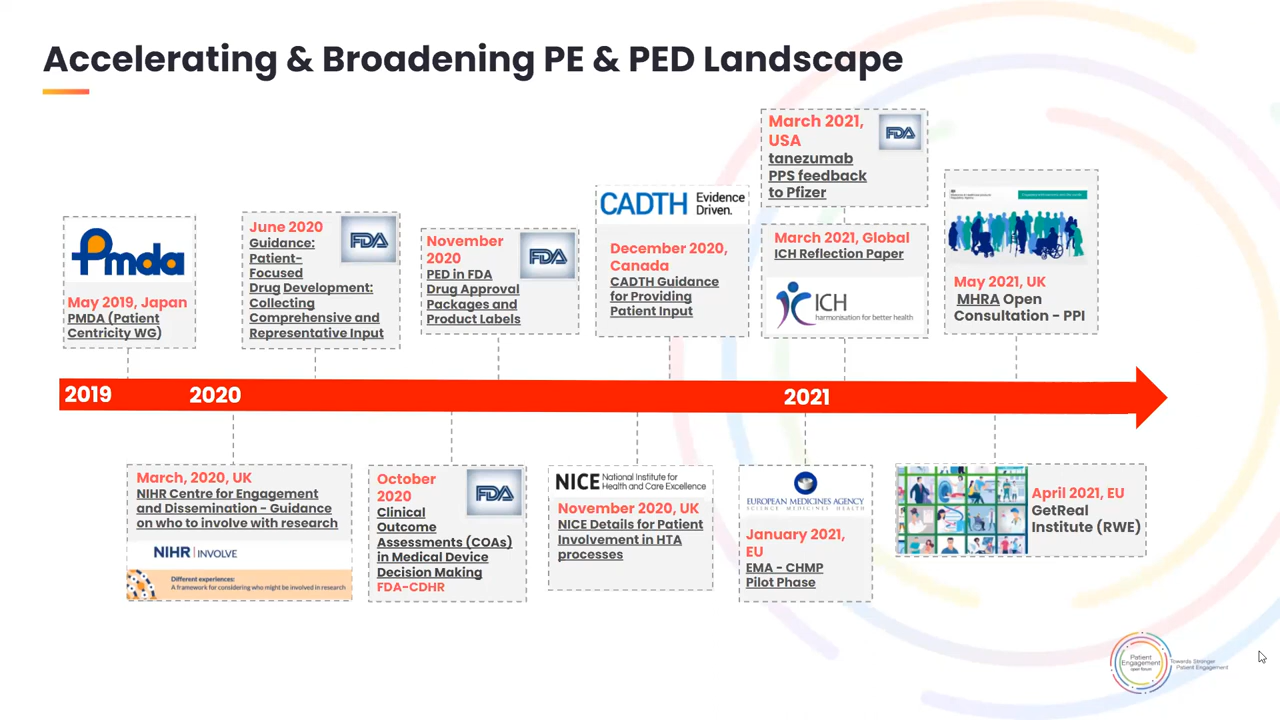 Accelerating & Broadening PE & PED Landscape
Pmda
May 2019, Japan
PMDA (Patient
Centricity WG)
June 2020
FDA
Guidance:
Patient-
Focused
Drug Development:
Collecting
Comprehensive and
Representative Input
November
2020
FDA
PED in FDA
Drug Approval
Packages and
Product Labels
CADTH Evidence
Driven.
December 2020,
Canada
CADTH Guidance
for Providing
Patient Input
March 2021,
USA
FDA
tanezumab
PPS feedback
to Pfizer
March 2021, Global
ICH Reflection Paper
ICH
harmonisation for better health
May 2021, UK
MHRA Open
Consultation - PPI
2019
2020
2021
March, 2020, UK
NIHR Centre for Engagement
and Dissemination - Guidance
on who to involve with research
NIHR | INVOLVE
Different experiences:
A framework for considering who might be involved in research
October
2020
FDA
Clinical
Outcome
Assessments (COAs)
in Medical Device
Decision Making
FDA-CDHR
NICE National Institute for
Health and Care Excellence
November 2020, UK
NICE Details for Patient
Involvement in HTA
processes
EUROPEAN MEDICINES AGENCY
SCIENCE MEDICINES HEALTH
January 2021,
EU
EMA - CHMP
Pilot Phase
April 2021, EU
GetReal
Institute (RWE)
Patient
Engagement
open forum
Towards Stronger
Patient Engagement